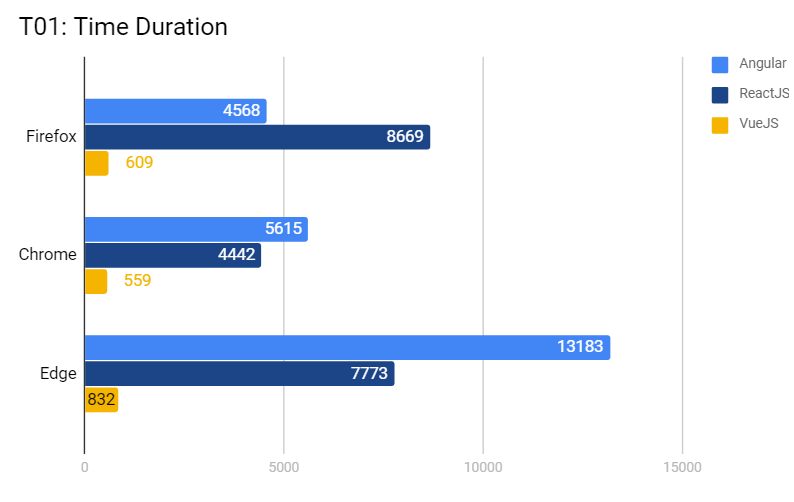 T01: Time Duration
Angular
ReactJS
VueJS
Firefox
4568
8669
609
Chrome
5615
4442
559
Edge
13183
7773
832
0 5000 10000 15000